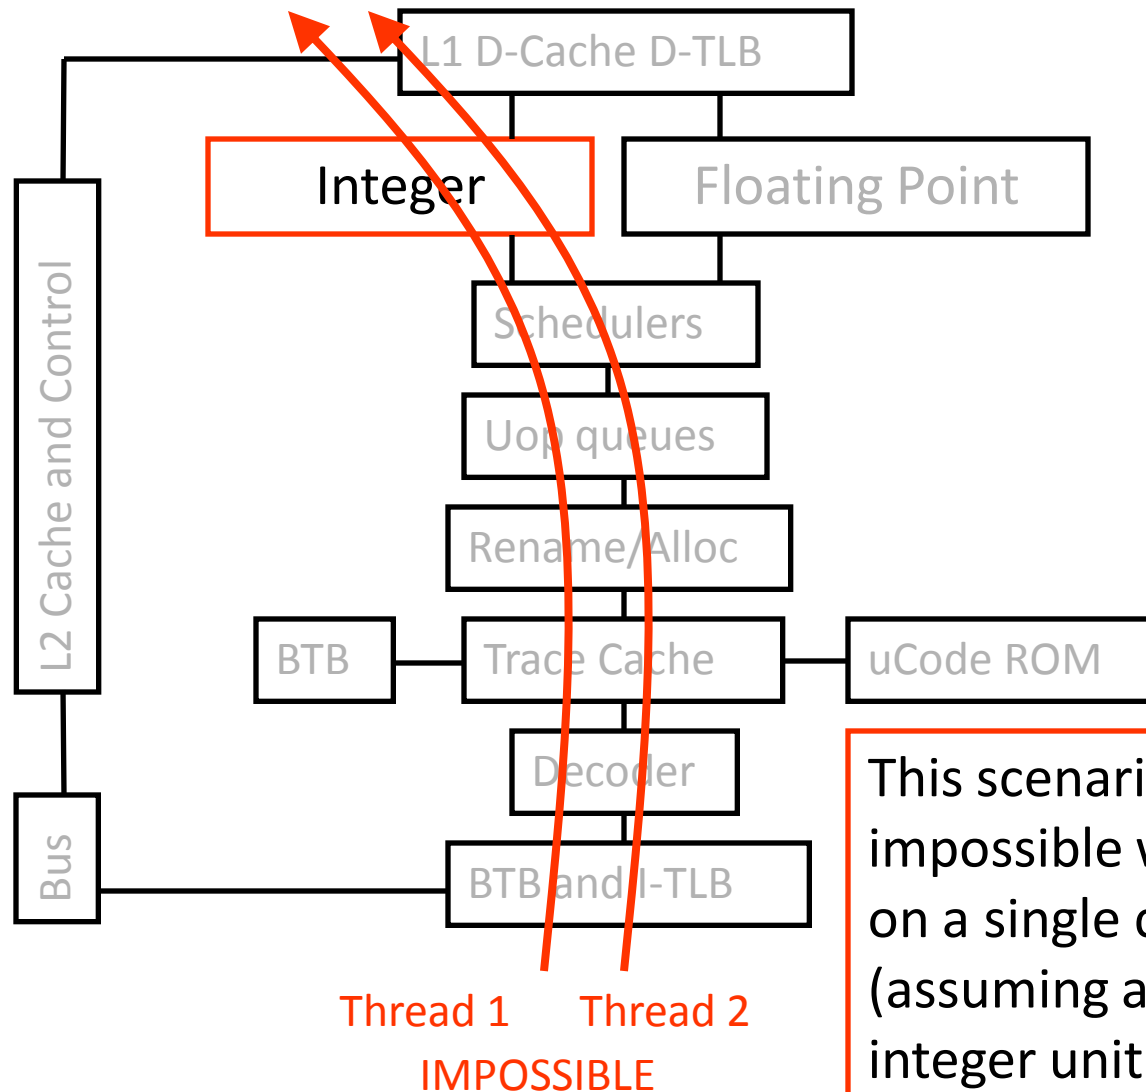 L1 D-Cache D-TLB
Integer
Floating Point
L2 Cache and Control
Schedulers
Uop queues
Rename/Alloc
BTB
Trace Cache
uCode ROM
Decoder
Bus
BTB and I-TLB
This scenari
impossible
on a single
(assuming a
integer unit
Thread 1
Thread 2
IMPOSSIBLE